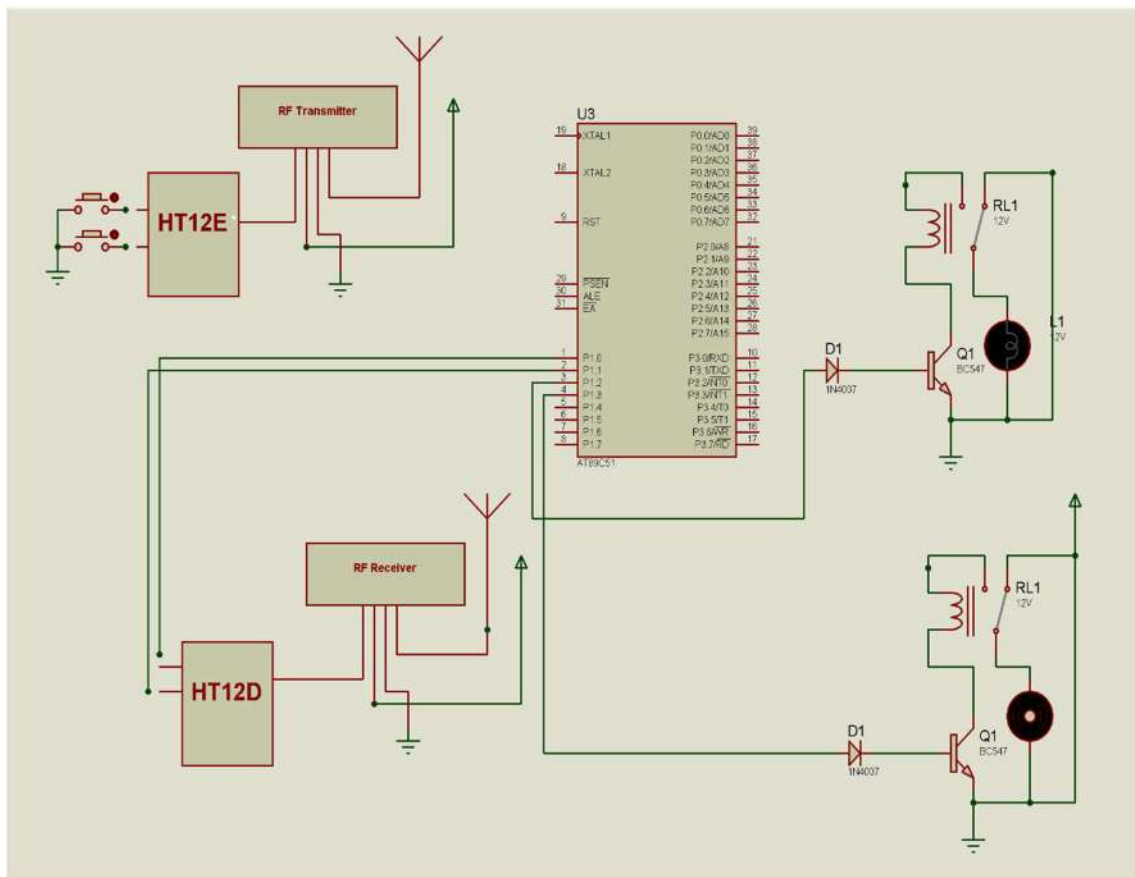 RF Transmitter
HT12E
U3
19 XTAL1
18 XTAL2
9 RST
29 PSEN
30 ALE
31 EA
1 P1.0
2 P1.1
3 P1.2
4 P1.3
5 P1.4
6 P1.5
7 P1.6
8 P1.7
P0.0/AD0 39
P0.1/AD1 38
P0.2/AD2 37
P0.3/AD3 36
P0.4/AD4 35
P0.5/AD5 34
P0.6/AD6 33
P0.7/AD7 32
P2.0/A8 21
P2.1/A9 22
P2.2/A10 23
P2.3/A11 24
P2.4/A12 25
P2.5/A13 26
P2.6/A14 27
P2.7/A15 28
P3.0/RXD 10
P3.1/TXD 11
P3.2/INT0 12
P3.3/INT1 13
P3.4/T0 14
P3.5/T1 15
P3.6/WR 16
P3.7/RD 17
AT89C51
RL1
12V
L1
12V
D1
1N4007
Q1
BC547
RF Receiver
HT12D
RL1
12V
D1
1N4007
Q1
BC547